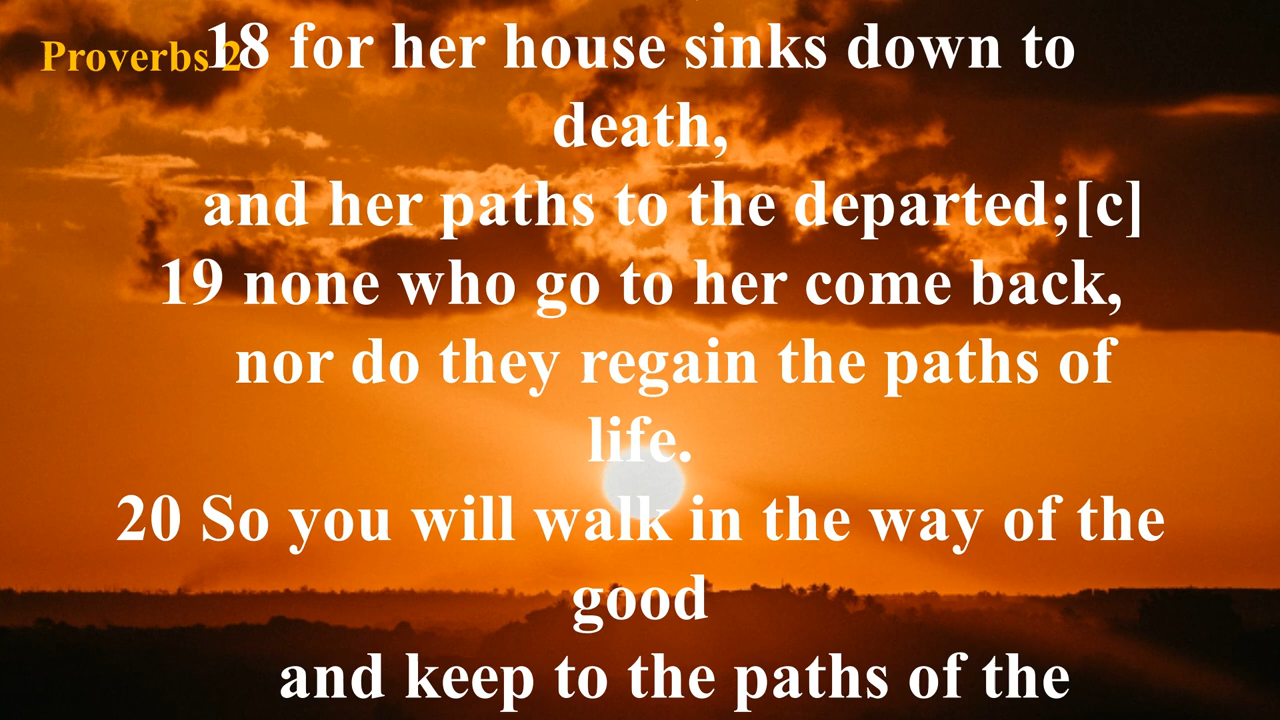 Proverbs 2
18 for her house sinks down to
death,
and her paths to the departed;[c]
19 none who go to her come back,
nor do they regain the paths of
life.
20 So you will walk in the way of the
good
and keep to the paths of the